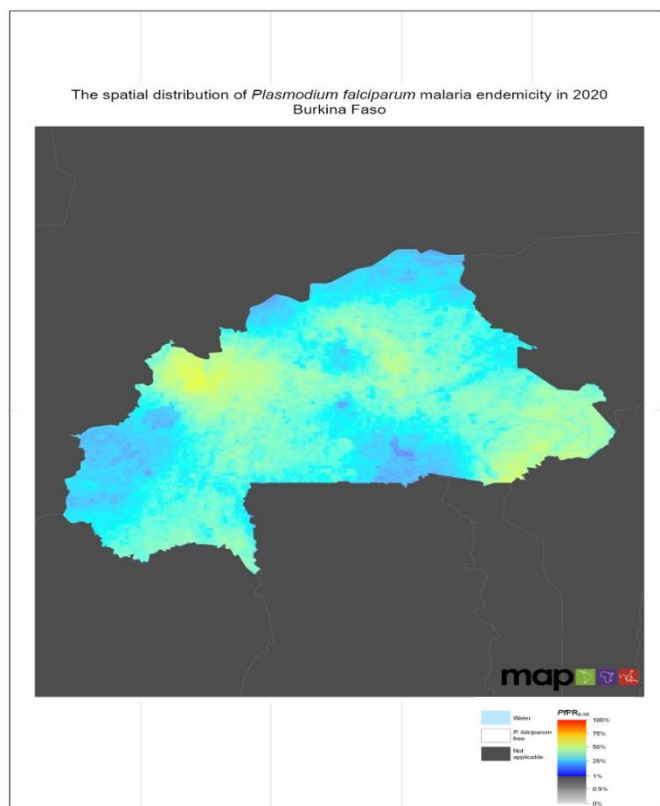 The spatial distribution of Plasmodium falciparum malaria endemicity in 2020
Burkina Faso
map
Water
P. falciparum
free
Not
applicable
PfPR2-10
100%
75%
50%
25%
1%
0.5%
0%